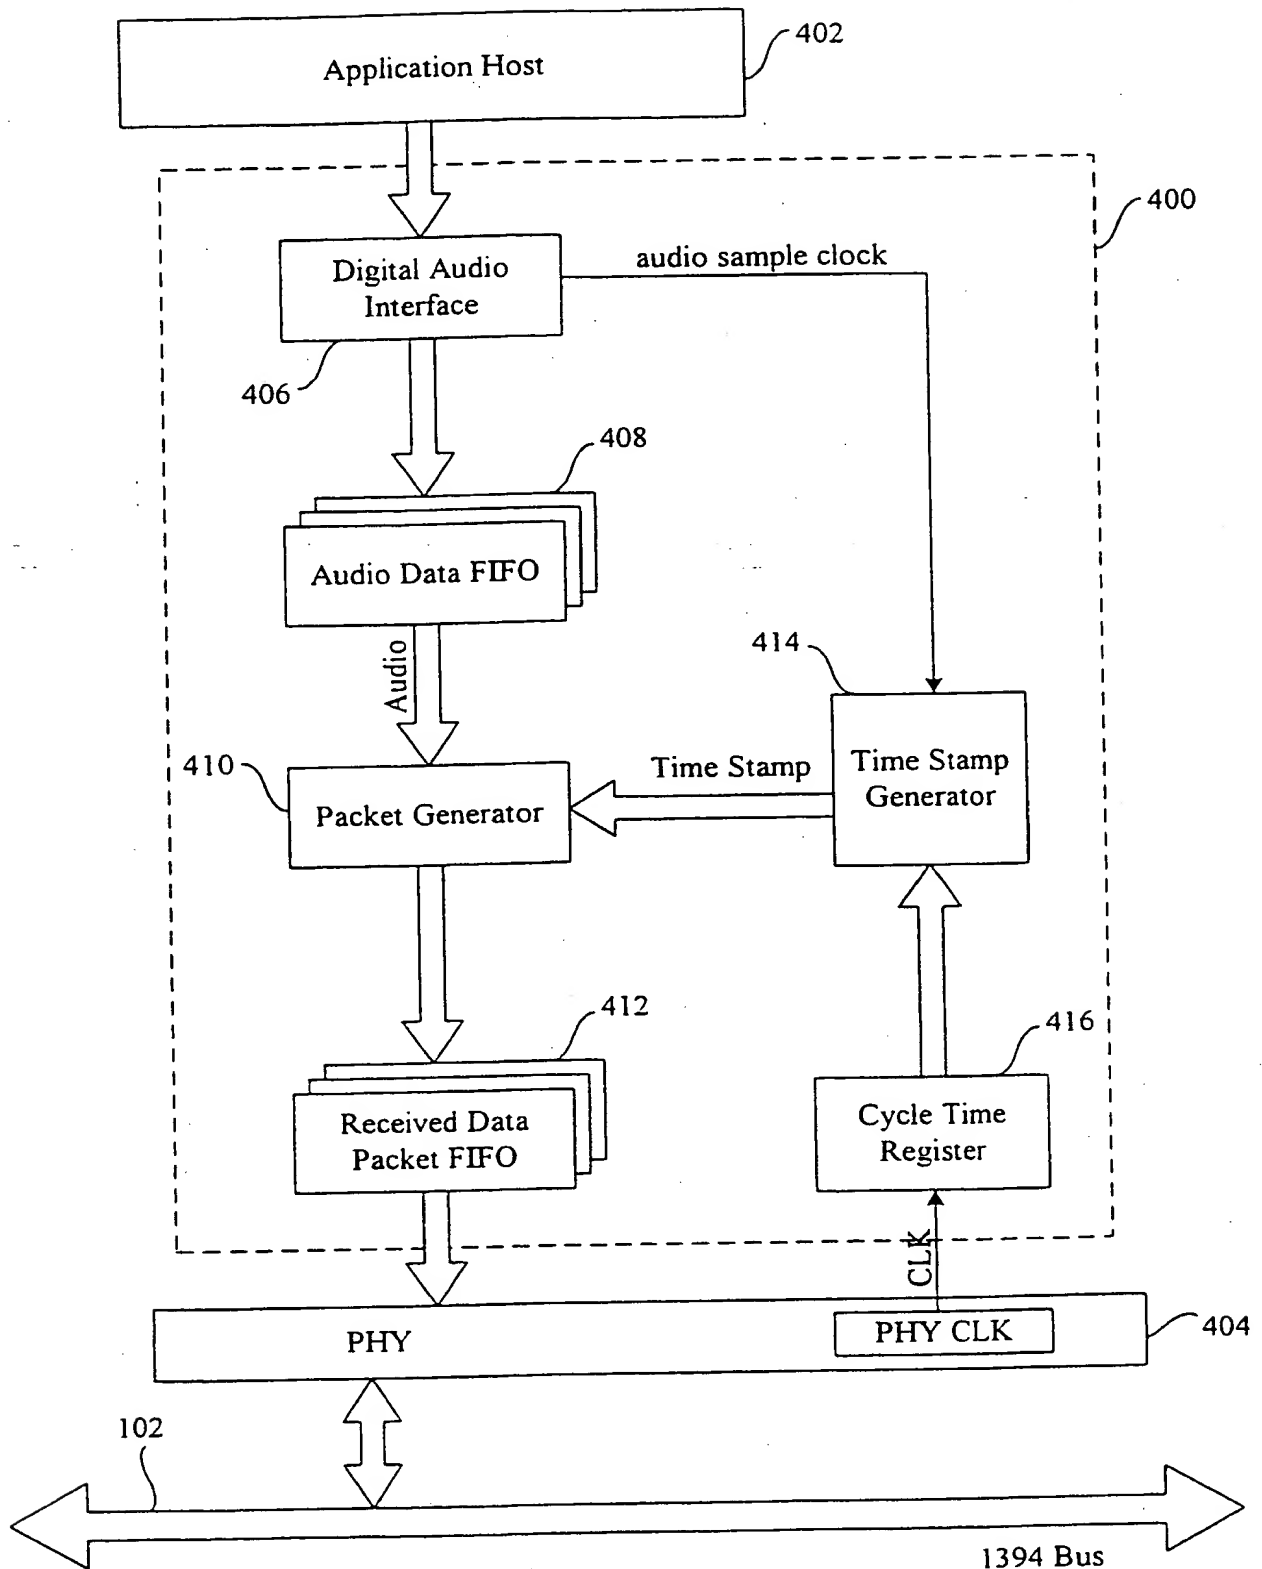 402
Application Host
400
audio sample clock
Digital Audio
Interface
406
408
Audio Data FIFO
Audio
414
410
Time Stamp
Time Stamp
Generator
Packet Generator
412
416
Received Data
Packet FIFO
Cycle Time
Register
CLK
PHY
PHY CLK
404
102
1394 Bus